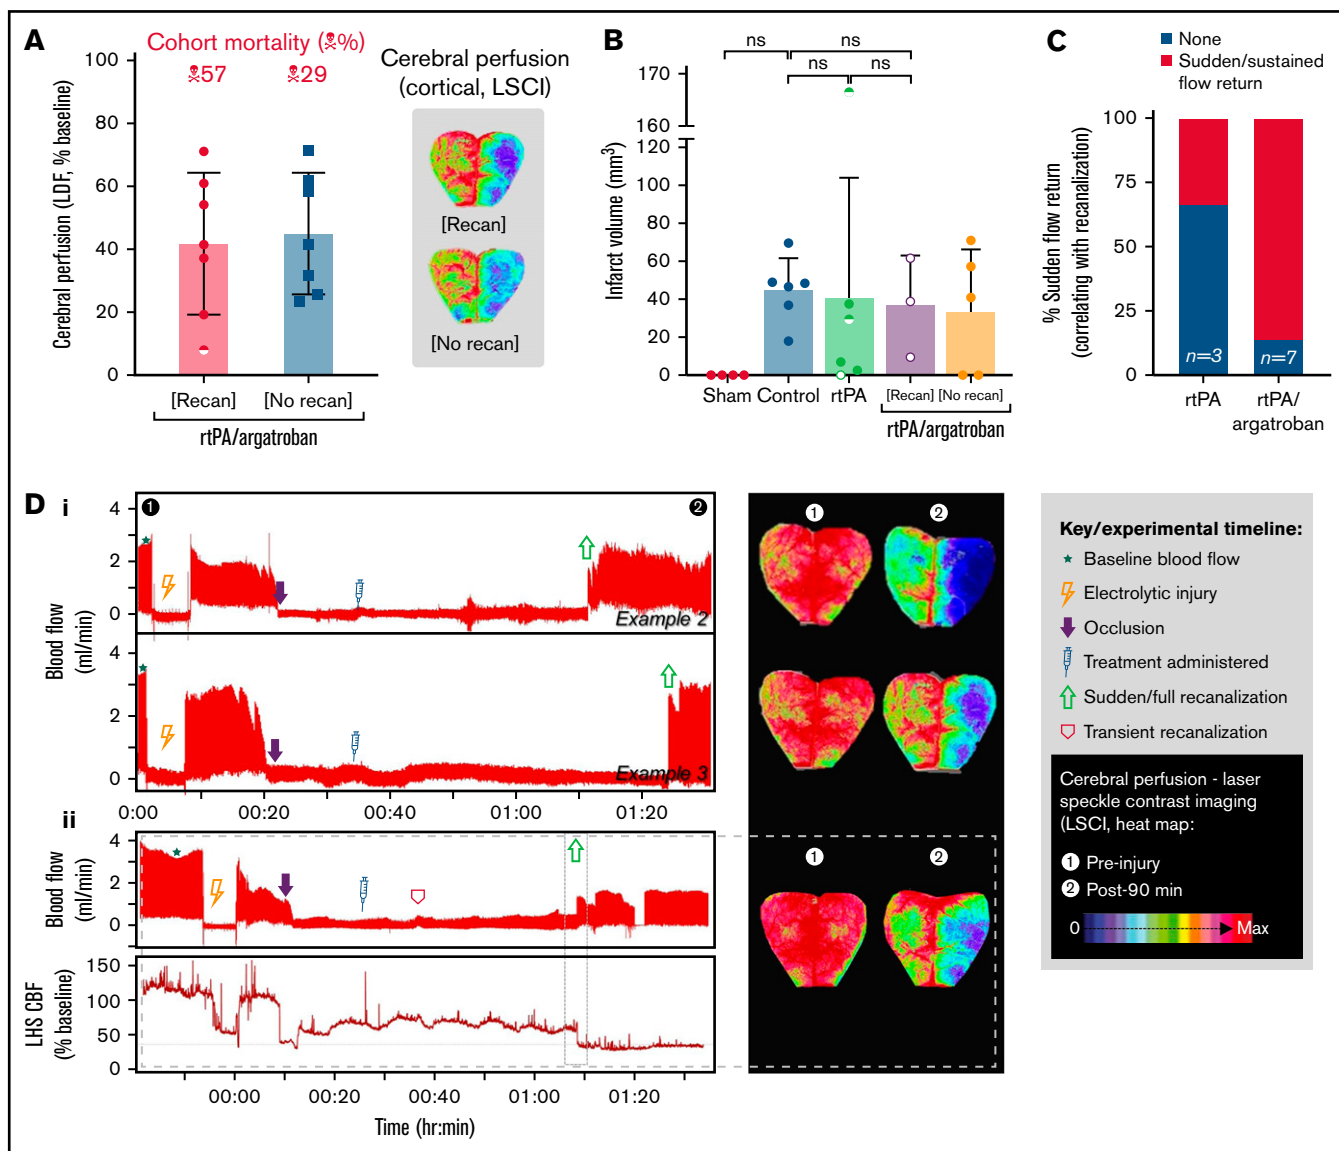 A
Cohort mortality (☠%)
☠57
☠29
Cerebral perfusion (LDF, % baseline)
100
80
60
40
20
0
[Recan]
[No recan]
rtPA/argatroban
Cerebral perfusion
(cortical, LSCI)
[Recan]
[No recan]
B
ns
ns
ns
ns
Infarct volume (mm³)
170
160
120
100
80
60
40
20
0
Sham
Control
rtPA
[Recan]
[No recan]
rtPA/argatroban
C
None
Sudden/sustained
flow return
% Sudden flow return
(correlating with recanalization)
100
75
50
25
0
n=3
n=7
rtPA
rtPA/
argatroban
D
i
1
2
Blood flow
(ml/min)
4
2
0
Example 2
4
2
0
Example 3
0:00
00:20
00:40
01:00
01:20
ii
Blood flow
(ml/min)
4
2
0
LHS CBF
(% baseline)
150
100
50
0
00:00
00:20
00:40
01:00
01:20
Time (hr:min)
1
2
1
2
Key/experimental timeline:
Baseline blood flow
Electrolytic injury
Occlusion
Treatment administered
Sudden/full recanalization
Transient recanalization
Cerebral perfusion - laser
speckle contrast imaging
(LSCI, heat map:
1 Pre-injury
2 Post-90 min
0
Max